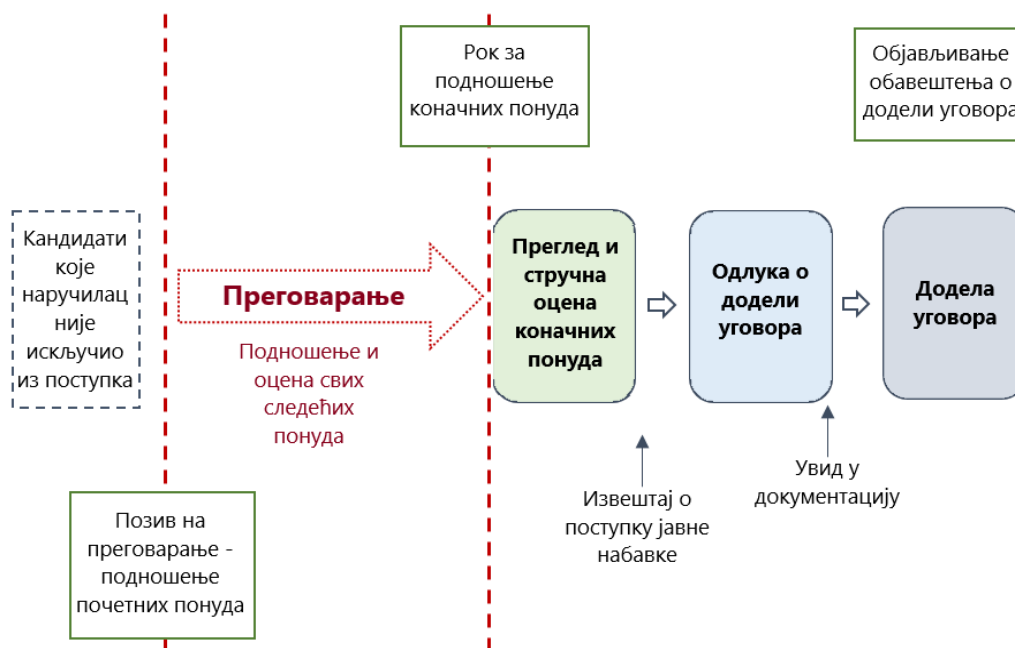 Рок за
подношење
коначних понуда
Објављивање
обавештења о
додели уговора
Кандидати
које
наручилац
није
искључио
из поступка
Преговарање
Подношење и
оцена свих
следећих
понуда
Преглед и
стручна
оцена
коначних
понуда
Одлука о
додели
уговора
Додела
уговора
Извештај о
поступку јавне
набавке
Увид у
документацију
Позив на
преговарање -
подношење
почетних понуда